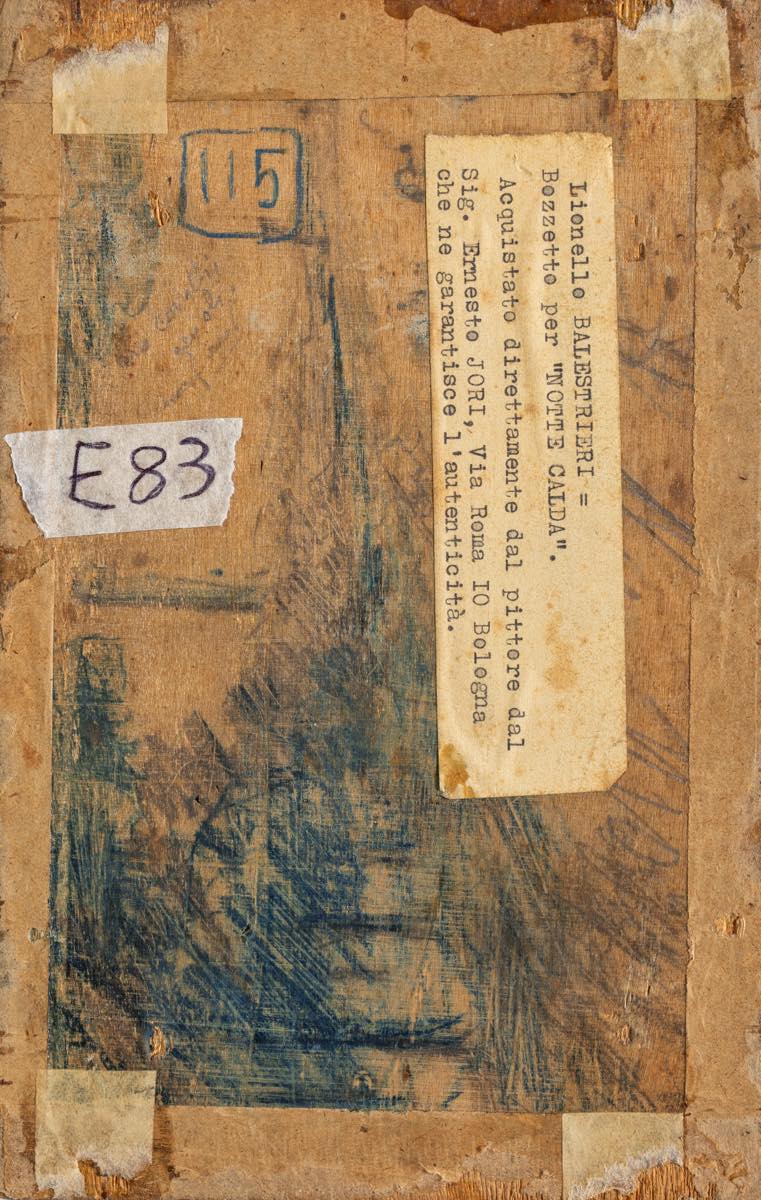 115
E83
Lionello BALESTRIERI =
Bozzetto per "NOTTE CALDA".
Acquistato direttamente dal pittore dal
Sig. Ernesto JORI, Via Roma IO Bologna
che ne garantisce l'autenticità.